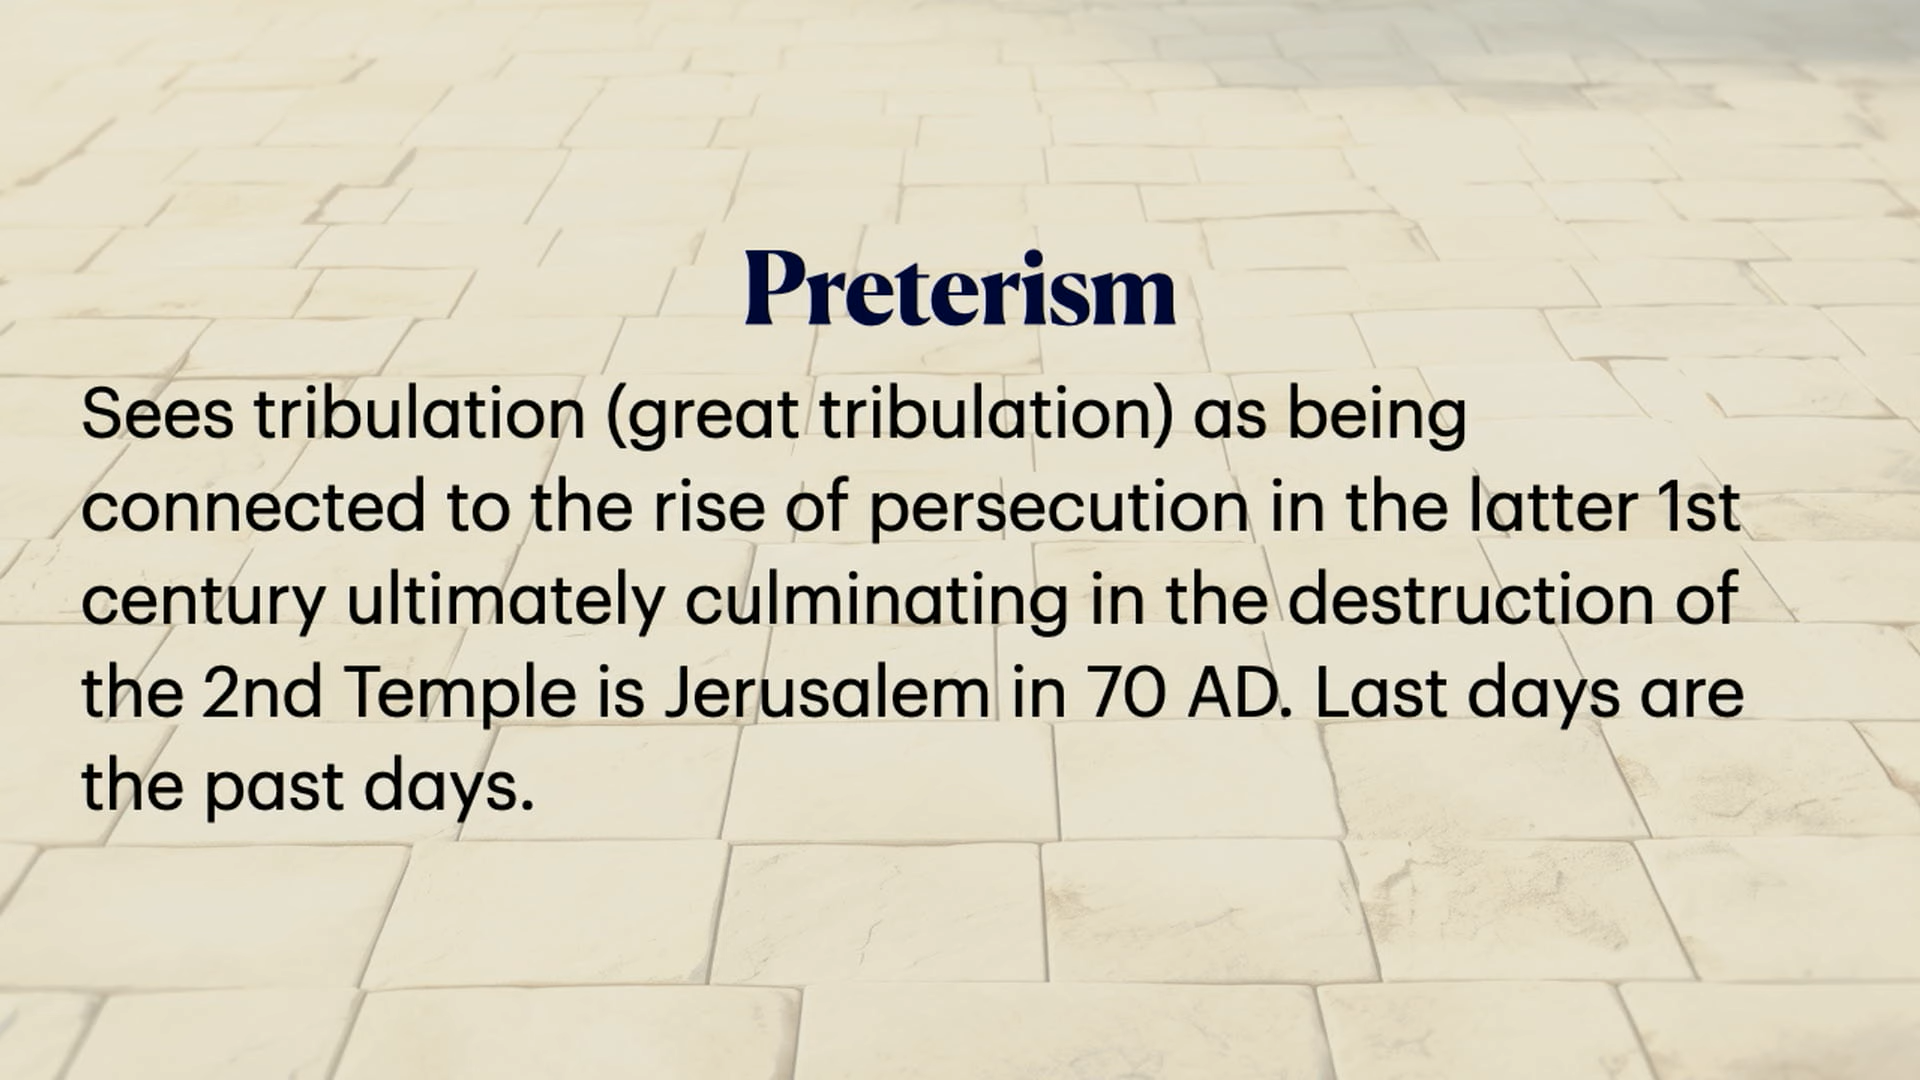 Preterism
Sees tribulation (great tribulation) as being
connected to the rise of persecution in the latter 1st
century ultimately culminating in the destruction of
the 2nd Temple is Jerusalem in 70 AD. Last days are
the past days.